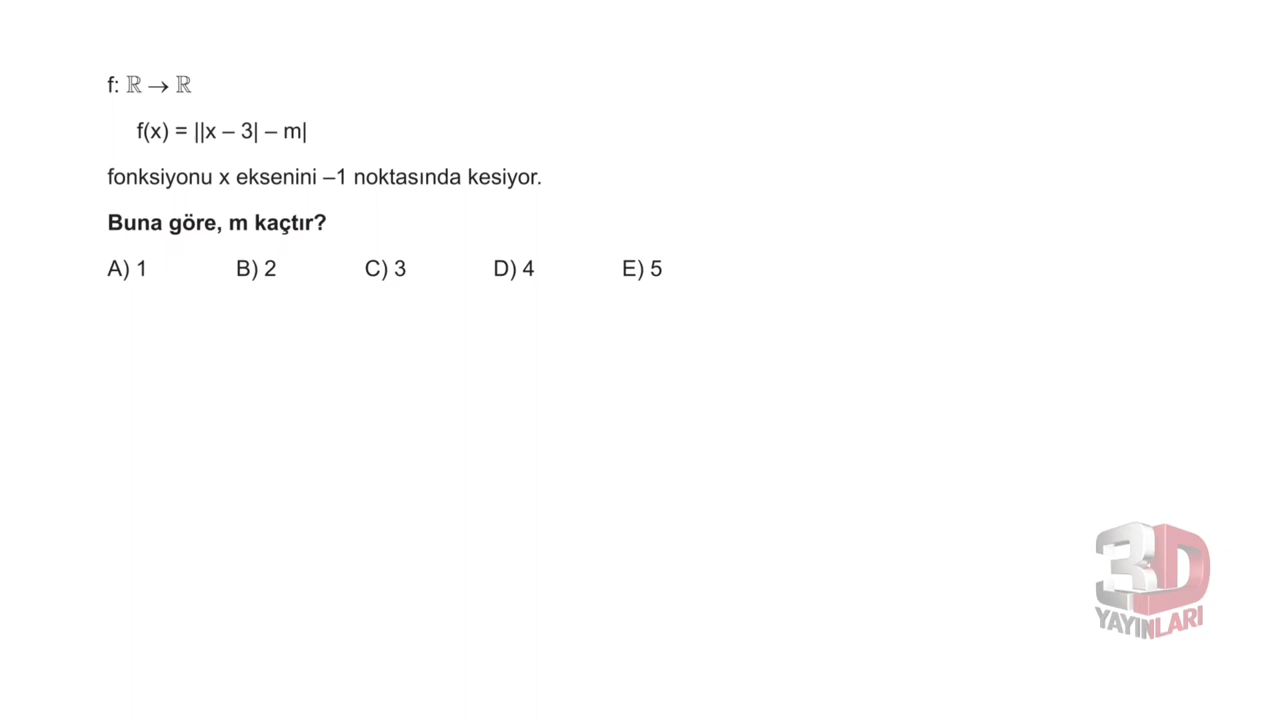 f: ℝ → ℝ
f(x) = ||x – 3| – m|
fonksiyonu x eksenini –1 noktasında kesiyor.
Buna göre, m kaçtır?
A) 1 B) 2 C) 3 D) 4 E) 5
3D
YAYINLARI